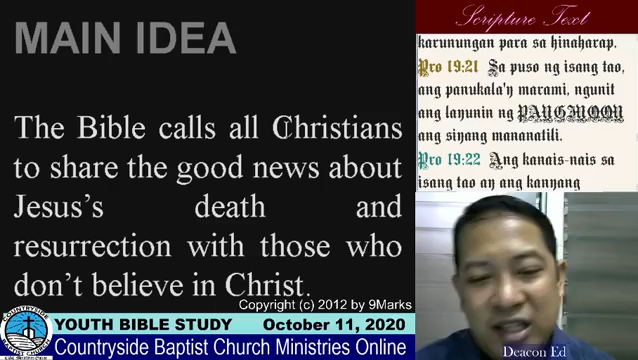 MAIN IDEA
The Bible calls all Christians
to share the good news about
Jesus's death and
resurrection with those who
don't believe in Christ.
Copyright (c) 2012 by 9Marks
Scripture Text
karunungan para sa hinaharap.
Pro 19:21 Sa puso ng isang tao,
ang panukala'y marami, ngunit
ang layunin ng PANGINOON
ang siyang mananatili.
Pro 19:22 Ang kanais-nais sa
isang tao ay ang kanyang
Deacon Ed
YOUTH BIBLE STUDY October 11, 2020
Countryside Baptist Church Ministries Online
COUNTRYSIDE